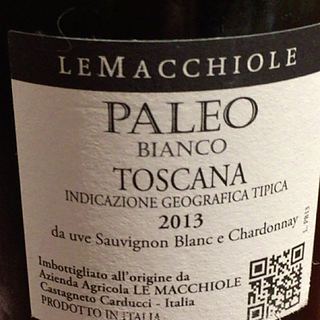 LEMACCHIOLE
PALEO
BIANCO
TOSCANA
INDICAZIONE GEOGRAFICA TIPICA
2013
da uve Sauvignon Blanc e Chardonnay
L. PB13
Imbottigliato all'origine da
Azienda Agricola LE MACCHIOLE
Castagneto Carducci - Italia
PRODOTTO IN ITALIA